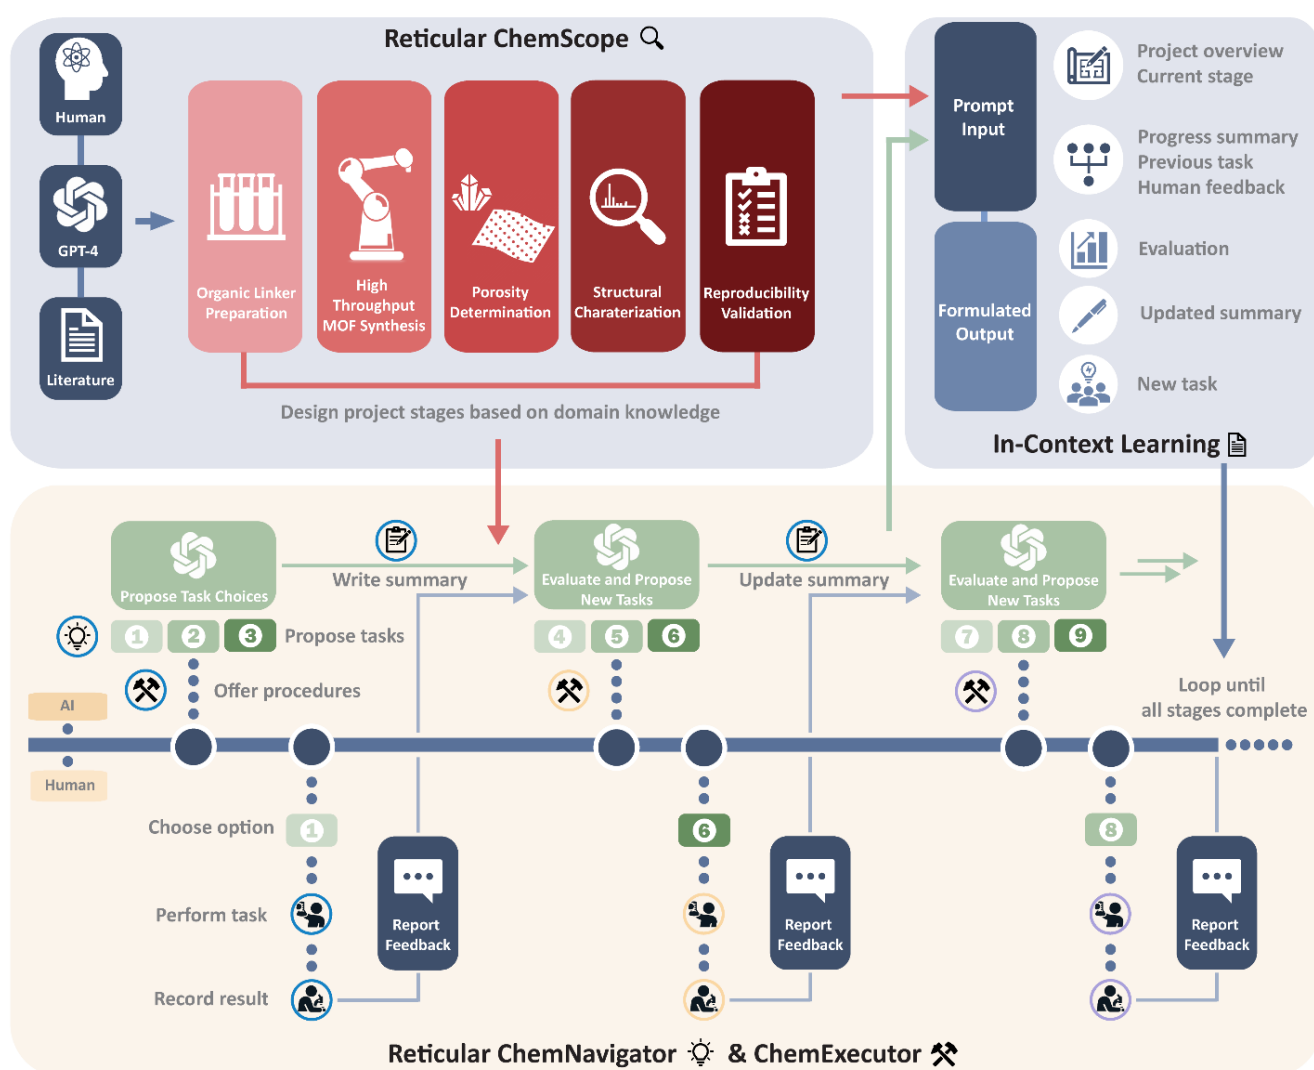 Reticular ChemScope
Human
GPT-4
Literature
Organic Linker
Preparation
High
Throughput
MOF Synthesis
Porosity
Determination
Structural
Charaterization
Reproducibility
Validation
Design project stages based on domain knowledge
Prompt
Input
Formulated
Output
Project overview
Current stage
Progress summary
Previous task
Human feedback
Evaluation
Updated summary
New task
In-Context Learning
Propose Task Choices
Write summary
Evaluate and Propose
New Tasks
Update summary
Evaluate and Propose
New Tasks
1 2 3 Propose tasks
4 5 6
7 8 9
Offer procedures
Loop until
all stages complete
AI
Human
Choose option
1
6
8
Perform task
Record result
Report
Feedback
Report
Feedback
Report
Feedback
Reticular ChemNavigator & ChemExecutor